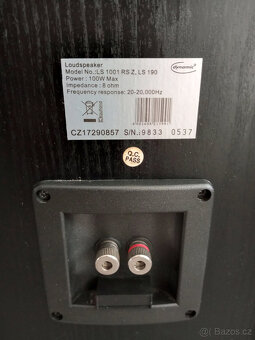 Loudspeaker
Model No.:LS 1001 RS Z, LS 190
Power : 100W Max
Impedance : 8 ohm
Frequency response: 20-20,000Hz
dynamic
CZ17290857 S/N.:9833 0537
Q.C.
PASS
sbazos.cz